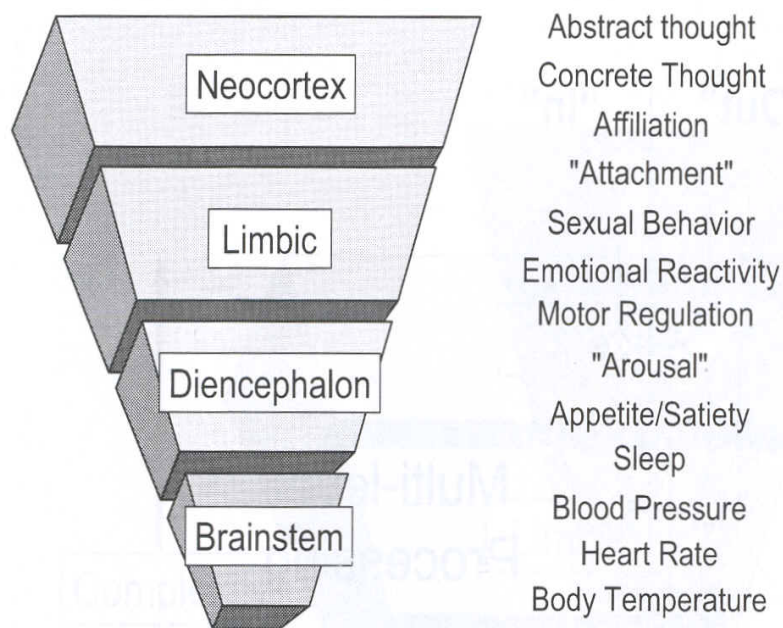 Neocortex
Limbic
Diencephalon
Brainstem
Abstract thought
Concrete Thought
Affiliation
"Attachment"
Sexual Behavior
Emotional Reactivity
Motor Regulation
"Arousal"
Appetite/Satiety
Sleep
Blood Pressure
Heart Rate
Body Temperature